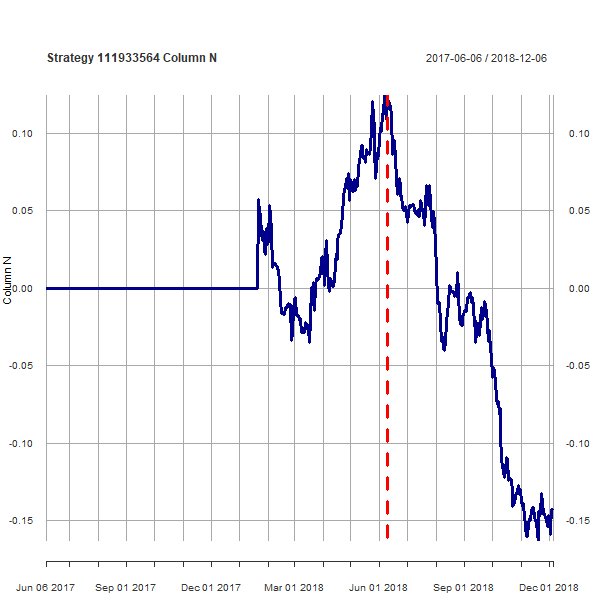 Strategy 111933564 Column N
2017-06-06 / 2018-12-06
Column N
0.10
0.05
0.00
-0.05
-0.10
-0.15
0.10
0.05
0.00
-0.05
-0.10
-0.15
Jun 06 2017
Sep 01 2017
Dec 01 2017
Mar 01 2018
Jun 01 2018
Sep 01 2018
Dec 01 2018